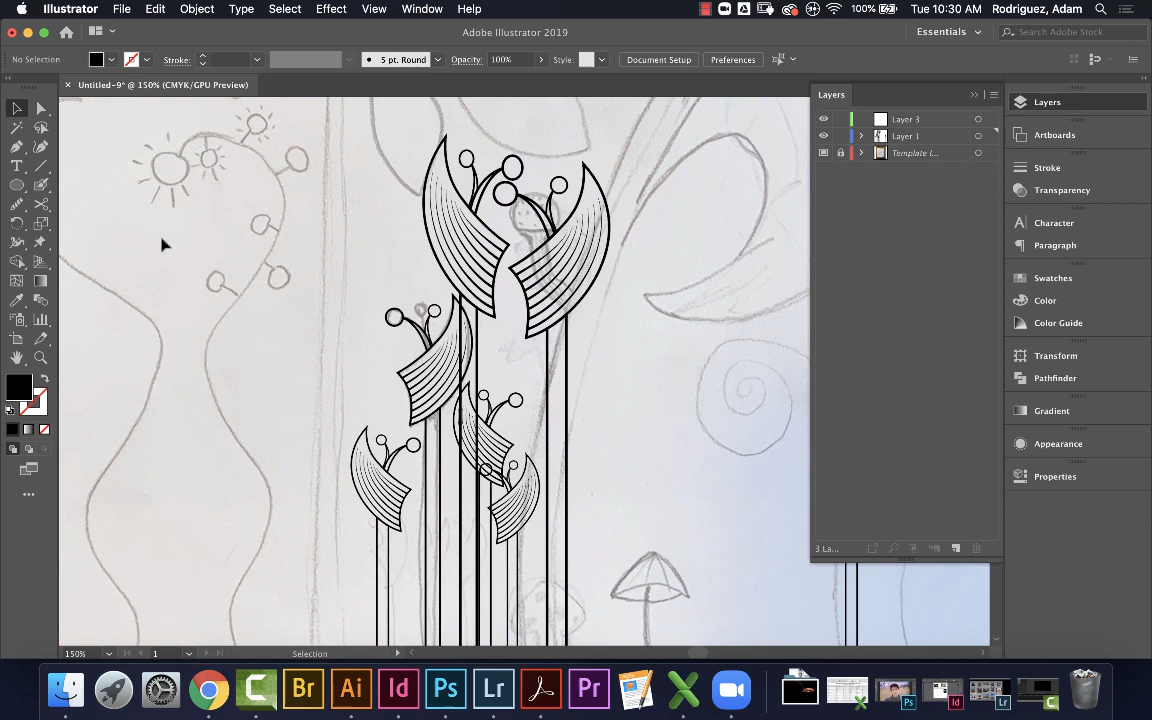 Illustrator File Edit Object Type Select Effect View Window Help 100% Tue 10:30 AM Rodriguez, Adam
Adobe Illustrator 2019 Essentials Search Adobe Stock
No Selection Stroke: 5 pt. Round Opacity: 100% Style: Document Setup Preferences
× Untitled-9* @ 150% (CMYK/GPU Preview)
Layers
Layer 3
Layer 1
Template I...
3 La...
Layers
Artboards
Stroke
Transparency
Character
Paragraph
Swatches
Color
Color Guide
Transform
Pathfinder
Gradient
Appearance
Properties
150% 1 Selection
Br Ai Id Ps Lr Pr Ps Id Lr